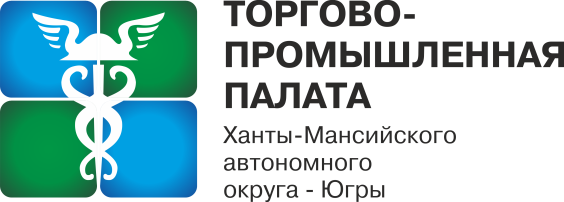 ТОРГОВО-
ПРОМЫШЛЕННАЯ
ПАЛАТА
Ханты-Мансийского
автономного
округа - Югры